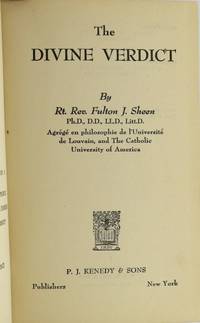 The
DIVINE VERDICT
By
Rt. Rev. Fulton J. Sheen
Ph.D., D.D., LL.D., Litt.D.
Agrégé en philosophie de l'Université
de Louvain, and The Catholic
University of America
P. J. KENEDY & SONS
Publishers New York